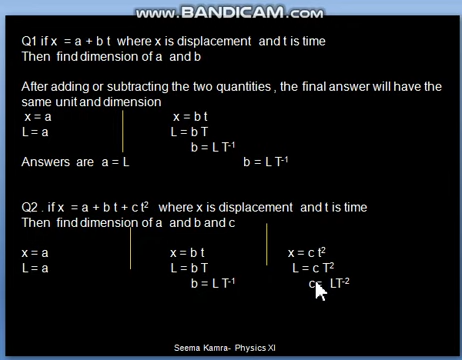 www.BANDICAM.com
Q1 if x = a + b t where x is displacement and t is time
Then find dimension of a and b
After adding or subtracting the two quantities , the final answer will have the
same unit and dimension
x = a x = b t
L = a L = b T
b = L T⁻¹
Answers are a = L b = L T⁻¹
Q2 . if x = a + b t + c t² where x is displacement and t is time
Then find dimension of a and b and c
x = a x = b t x = c t²
L = a L = b T L = c T²
b = L T⁻¹ c = LT⁻²
Seema Kamra- Physics XI